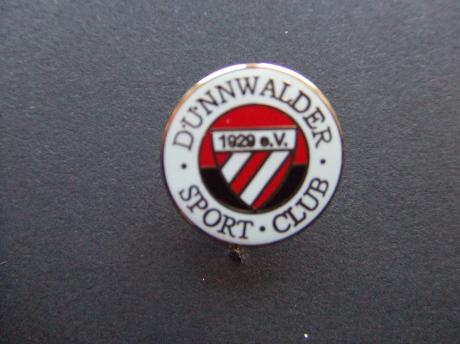 · DÜNNWALDER ·
1929 e.V.
SPORT · CLUB